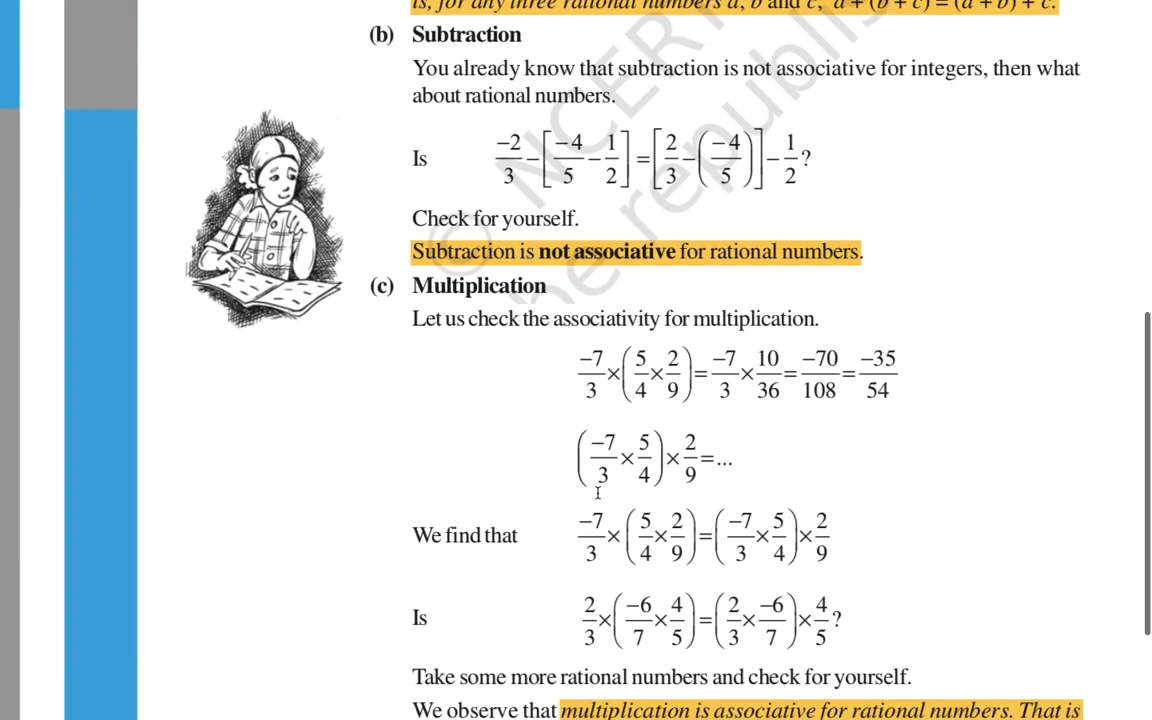 is, for any three rational numbers a, b and c, a + (b + c) = (a + b) + c.
(b) Subtraction
You already know that subtraction is not associative for integers, then what
about rational numbers.
Is −2/3 − [−4/5 − 1/2] = [2/3 − (−4/5)] − 1/2 ?
Check for yourself.
Subtraction is not associative for rational numbers.
(c) Multiplication
Let us check the associativity for multiplication.
−7/3 × (5/4 × 2/9) = −7/3 × 10/36 = −70/108 = −35/54
(−7/3 × 5/4) × 2/9 = ...
We find that −7/3 × (5/4 × 2/9) = (−7/3 × 5/4) × 2/9
Is 2/3 × (−6/7 × 4/5) = (2/3 × −6/7) × 4/5 ?
Take some more rational numbers and check for yourself.
We observe that multiplication is associative for rational numbers. That is
© NCERT
be republis